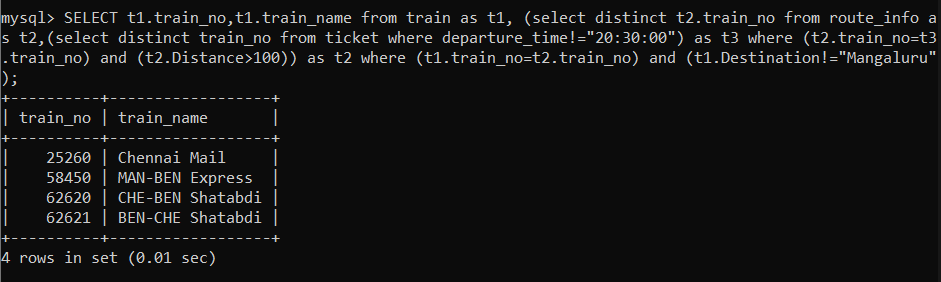 mysql> SELECT t1.train_no,t1.train_name from train as t1, (select distinct t2.train_no from route_info a
s t2,(select distinct train_no from ticket where departure_time!="20:30:00") as t3 where (t2.train_no=t3
.train_no) and (t2.Distance>100)) as t2 where (t1.train_no=t2.train_no) and (t1.Destination!="Mangaluru"
);
+----------+-----------------+
| train_no | train_name      |
+----------+-----------------+
|    25260 | Chennai Mail    |
|    58450 | MAN-BEN Express |
|    62620 | CHE-BEN Shatabdi |
|    62621 | BEN-CHE Shatabdi |
+----------+-----------------+
4 rows in set (0.01 sec)